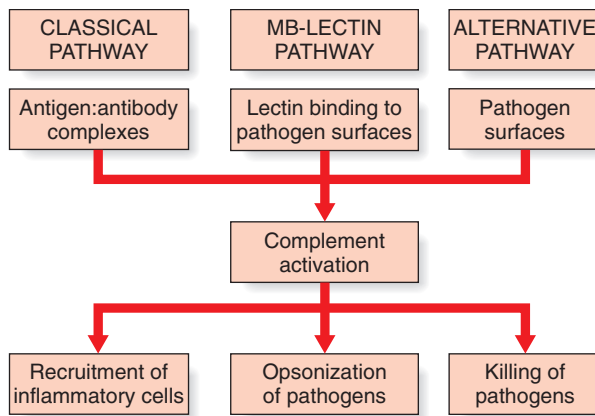 CLASSICAL
PATHWAY
MB-LECTIN
PATHWAY
ALTERNATIVE
PATHWAY
Antigen:antibody
complexes
Lectin binding to
pathogen surfaces
Pathogen
surfaces
Complement
activation
Recruitment of
inflammatory cells
Opsonization
of pathogens
Killing of
pathogens